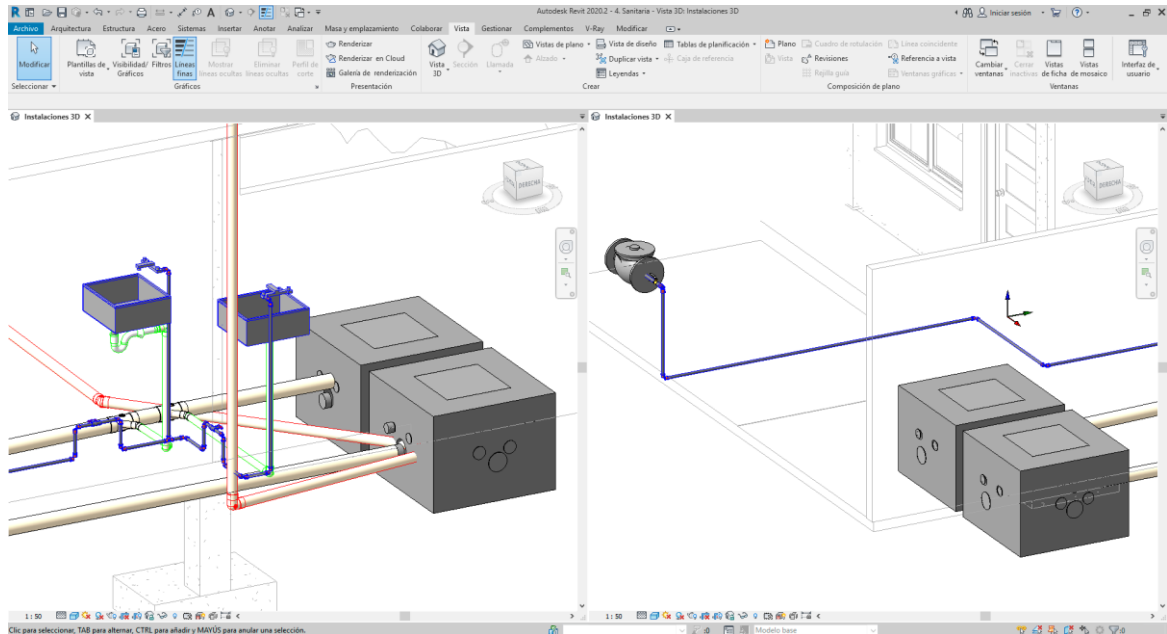 Autodesk Revit 2020.2 - 4. Sanitaria - Vista 3D: Instalaciones 3D
Iniciar sesión
Archivo Arquitectura Estructura Acero Sistemas Insertar Anotar Analizar Masa y emplazamiento Colaborar Vista Gestionar Complementos V-Ray Modificar
Modificar
Plantillas de vista
Visibilidad/ Gráficos
Filtros
Líneas finas
Mostrar líneas ocultas
Eliminar líneas ocultas
Perfil de corte
Renderizar
Renderizar en Cloud
Galería de renderización
Vista 3D
Sección
Llamada
Vistas de plano
Alzado
Vista de diseño
Duplicar vista
Leyendas
Tablas de planificación
Caja de referencia
Plano
Vista
Cuadro de rotulación
Revisiones
Rejilla guía
Línea coincidente
Referencia a vista
Ventanas gráficas
Cambiar ventanas
Cerrar inactivas
Vistas de ficha
Vistas de mosaico
Interfaz de usuario
Seleccionar
Gráficos
Presentación
Crear
Composición de plano
Ventanas
Instalaciones 3D
Instalaciones 3D
DERECHA
DERECHA
1 : 50
1 : 50
Clic para seleccionar, TAB para alternar, CTRL para añadir y MAYÚS para anular una selección.
:0
Modelo base
:0